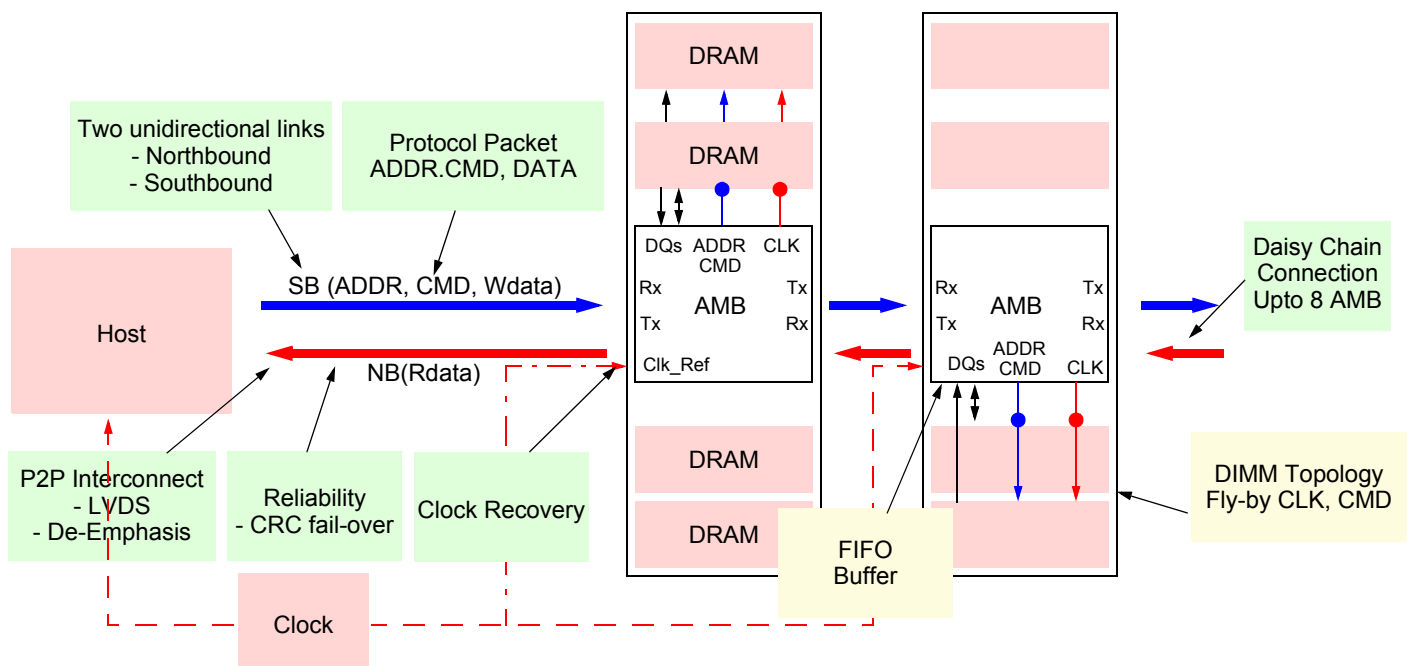 DRAM
Two unidirectional links
- Northbound
- Southbound
Protocol Packet
ADDR.CMD, DATA
DRAM
DQs ADDR CLK
CMD
Rx Tx
AMB
Tx Rx
Clk_Ref
SB (ADDR, CMD, Wdata)
Host
NB(Rdata)
Rx Tx
AMB
Tx Rx
DQs ADDR CLK
CMD
Daisy Chain
Connection
Upto 8 AMB
P2P Interconnect
- LVDS
- De-Emphasis
Reliability
- CRC fail-over
Clock Recovery
DRAM
DRAM
FIFO
Buffer
DIMM Topology
Fly-by CLK, CMD
Clock